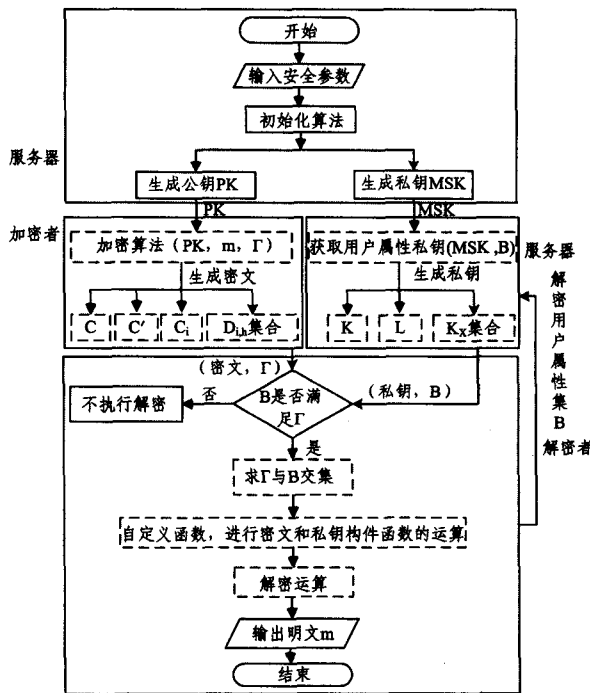 开始
输入安全参数
初始化算法
服务器
生成公钥PK
生成私钥MSK
PK
MSK
加密者
加密算法（PK，m，Γ）
获取用户属性私钥(MSK,B)
服务器
生成密文
生成私钥
C
C′
Ci
Di,h集合
K
L
Kx集合
解密用户属性集B
（密文，Γ）
B是否满足Γ
（私钥，B）
否
不执行解密
解密者
是
求Γ与B交集
自定义函数，进行密文和私钥构件函数的运算
解密运算
输出明文m
结束